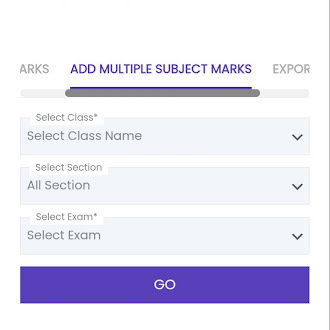 ARKS ADD MULTIPLE SUBJECT MARKS EXPOR
Select Class*
Select Class Name
Select Section
All Section
Select Exam*
Select Exam
GO